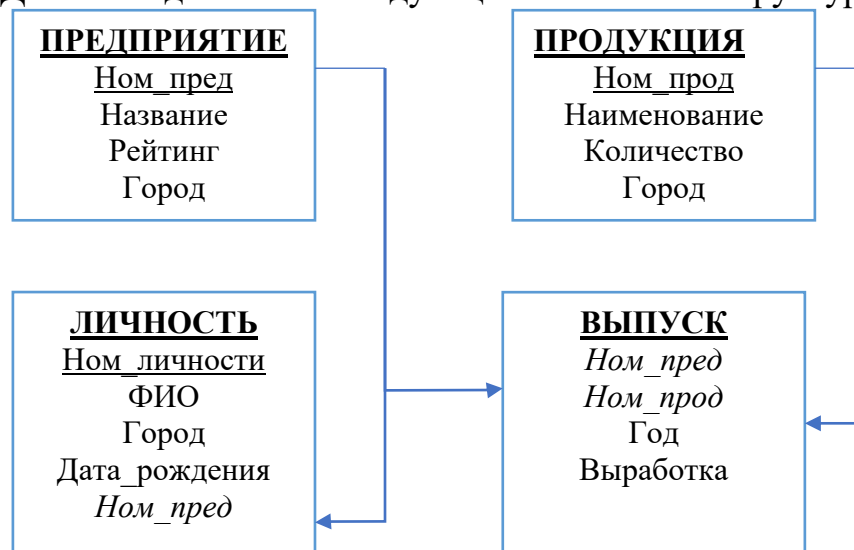 ПРЕДПРИЯТИЕ
Ном_пред
Название
Рейтинг
Город
ПРОДУКЦИЯ
Ном_прод
Наименование
Количество
Город
ЛИЧНОСТЬ
Ном_личности
ФИО
Город
Дата_рождения
Ном_пред
ВЫПУСК
Ном_пред
Ном_прод
Год
Выработка